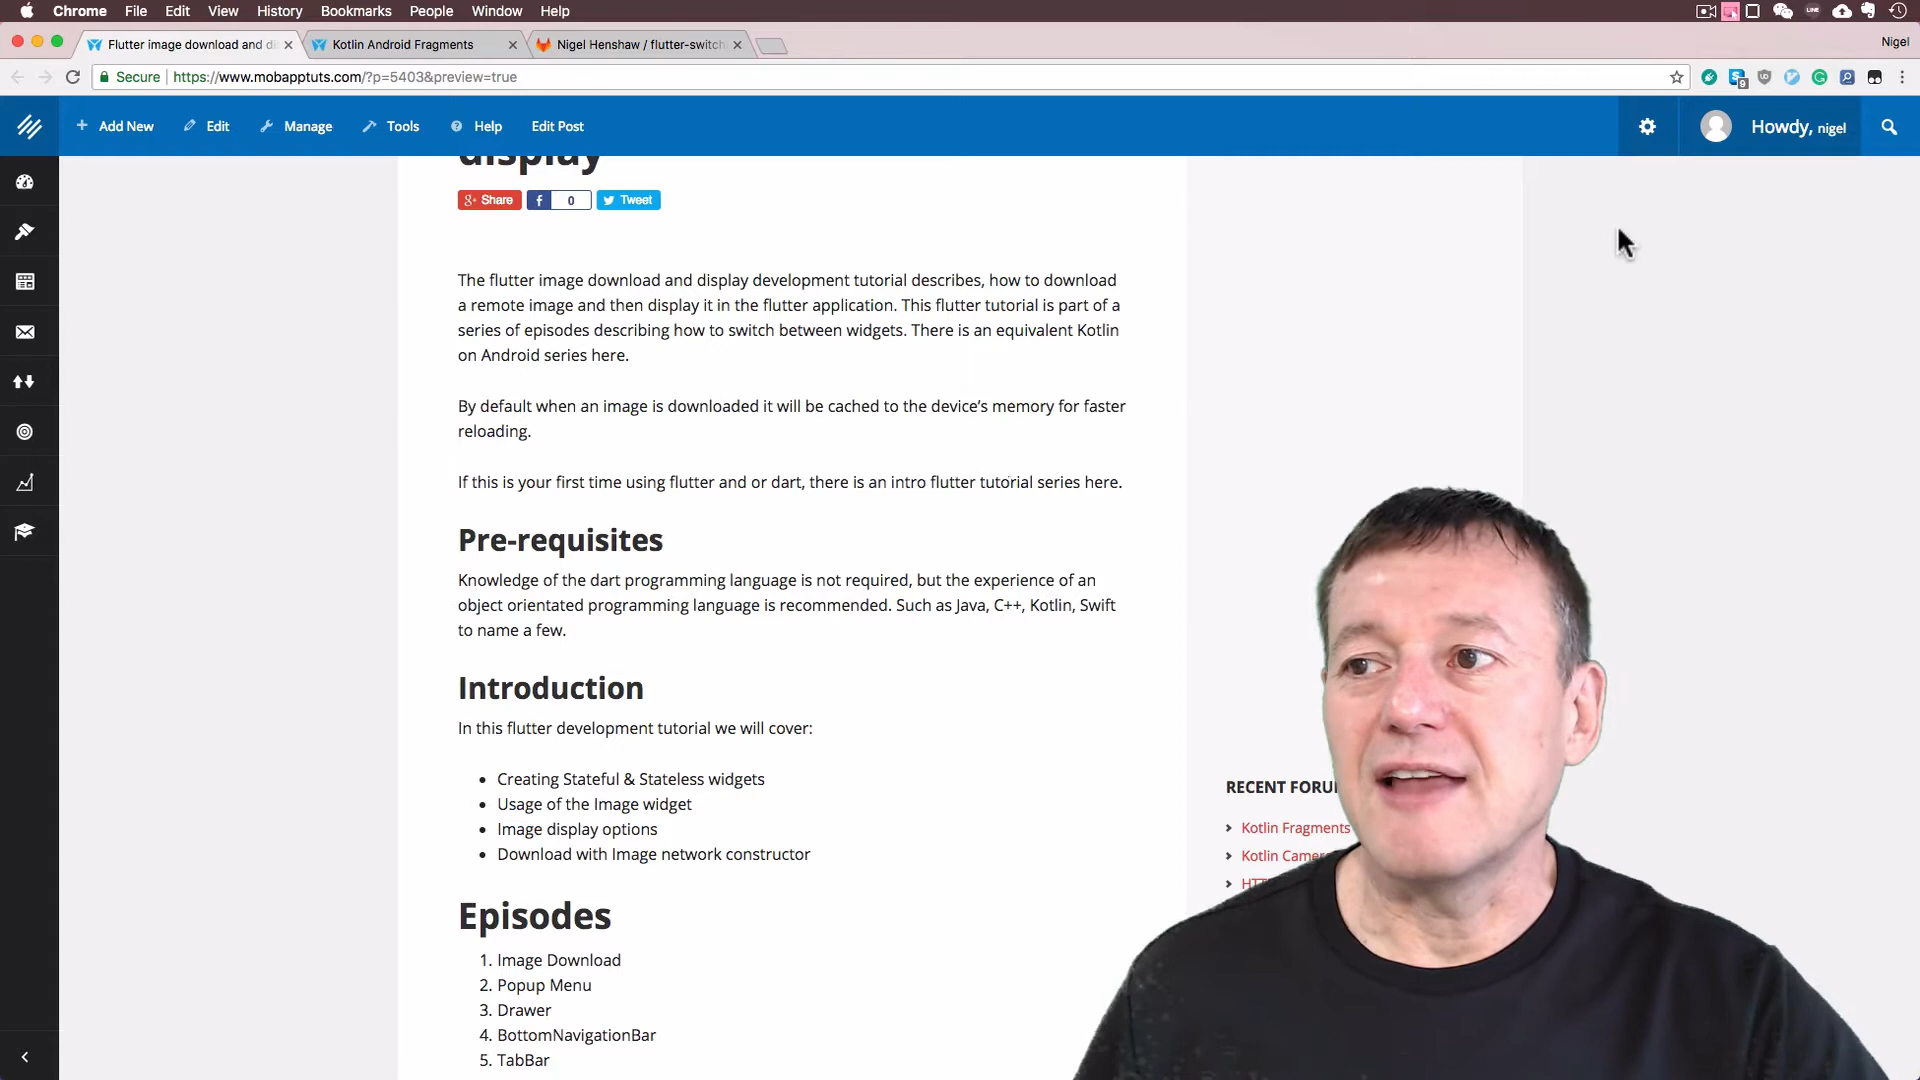 Chrome File Edit View History Bookmarks People Window Help
Flutter image download and di
Kotlin Android Fragments
Nigel Henshaw / flutter-switch
Nigel
Secure https://www.mobapptuts.com/?p=5403&preview=true
Add New Edit Manage Tools Help Edit Post
Howdy, nigel
display
Share 0 Tweet
The flutter image download and display development tutorial describes, how to download
a remote image and then display it in the flutter application. This flutter tutorial is part of a
series of episodes describing how to switch between widgets. There is an equivalent Kotlin
on Android series here.
By default when an image is downloaded it will be cached to the device’s memory for faster
reloading.
If this is your first time using flutter and or dart, there is an intro flutter tutorial series here.
Pre-requisites
Knowledge of the dart programming language is not required, but the experience of an
object orientated programming language is recommended. Such as Java, C++, Kotlin, Swift
to name a few.
Introduction
In this flutter development tutorial we will cover:
• Creating Stateful & Stateless widgets
• Usage of the Image widget
• Image display options
• Download with Image network constructor
Episodes
1. Image Download
2. Popup Menu
3. Drawer
4. BottomNavigationBar
5. TabBar
RECENT FORU
Kotlin Fragments
Kotlin Camer